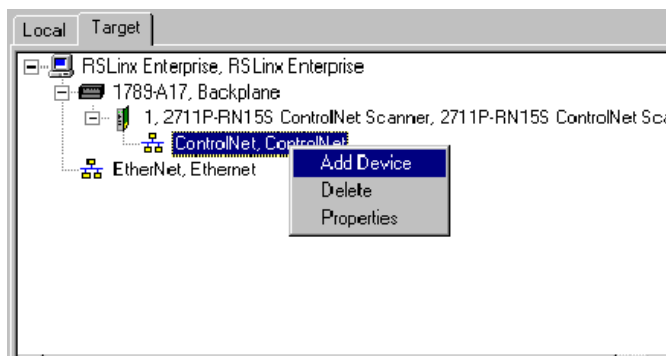 Local Target
RSLinx Enterprise, RSLinx Enterprise
1789-A17, Backplane
1, 2711P-RN15S ControlNet Scanner, 2711P-RN15S ControlNet Sca
ControlNet, ControlNet
Add Device
EtherNet, Ethernet
Delete
Properties